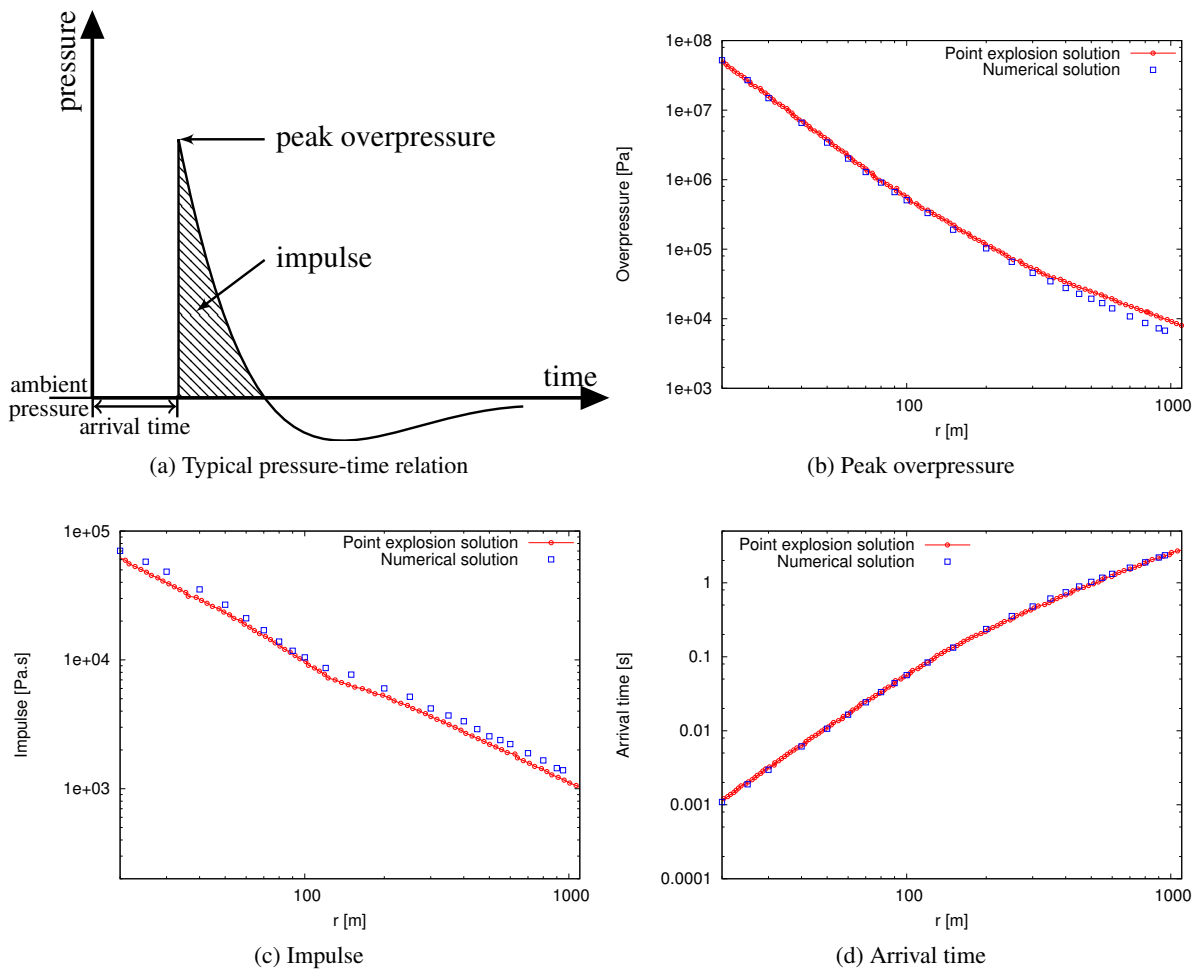 pressure
peak overpressure
impulse
time
ambient
pressure
arrival time
(a) Typical pressure-time relation
1e+08
1e+07
1e+06
1e+05
1e+04
1e+03
Overpressure [Pa]
Point explosion solution
Numerical solution
100
1000
r [m]
(b) Peak overpressure
1e+05
1e+04
1e+03
Impulse [Pa.s]
Point explosion solution
Numerical solution
100
1000
r [m]
(c) Impulse
1
0.1
0.01
0.001
0.0001
Arrival time [s]
Point explosion solution
Numerical solution
100
1000
r [m]
(d) Arrival time